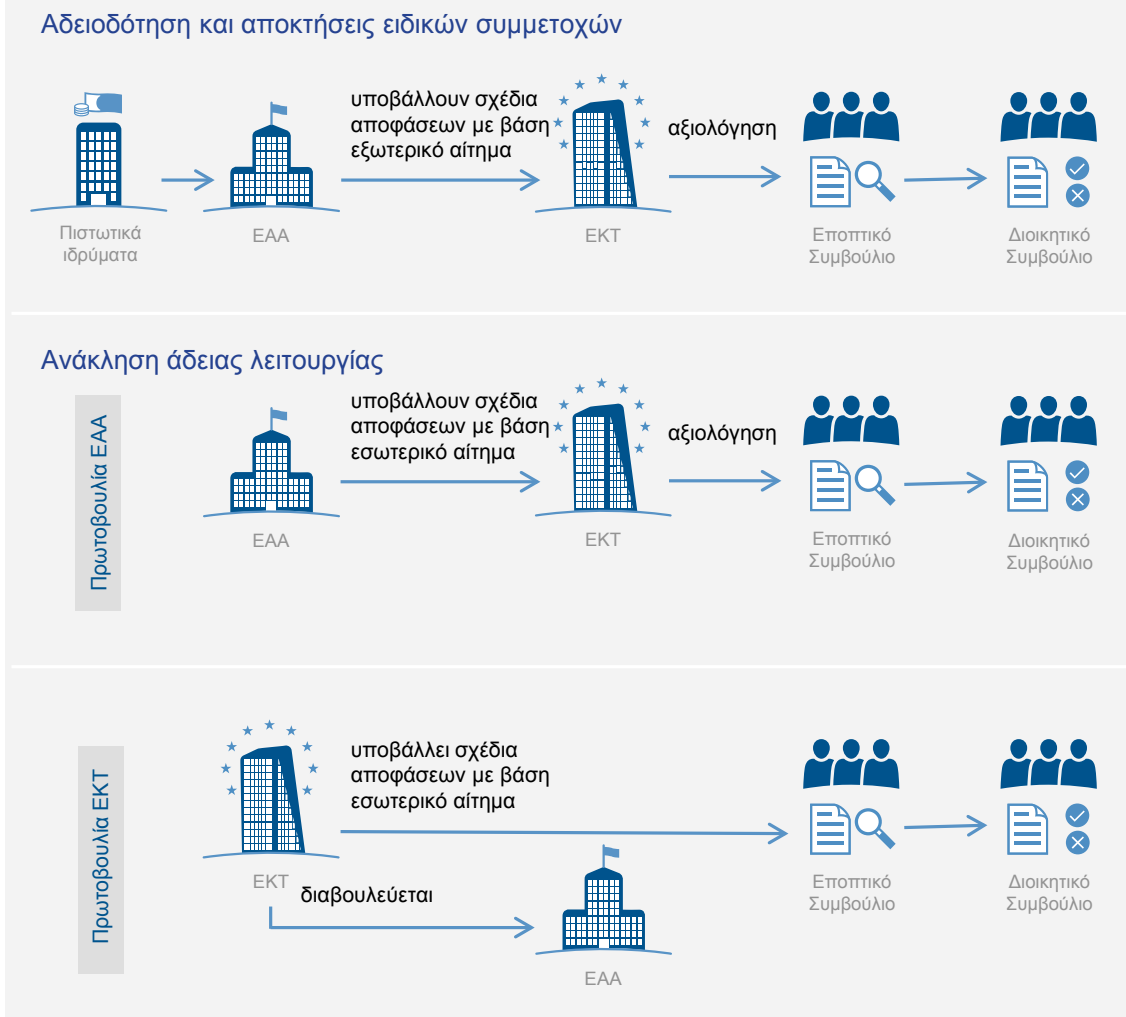 Αδειοδότηση και αποκτήσεις ειδικών συμμετοχών
υποβάλλουν σχέδια
αποφάσεων με βάση
εξωτερικό αίτημα
αξιολόγηση
Πιστωτικά
ιδρύματα
ΕΑΑ
ΕΚΤ
Εποπτικό
Συμβούλιο
Διοικητικό
Συμβούλιο
Ανάκληση άδειας λειτουργίας
Πρωτοβουλία ΕΑΑ
υποβάλλουν σχέδια
αποφάσεων με βάση
εσωτερικό αίτημα
αξιολόγηση
ΕΑΑ
ΕΚΤ
Εποπτικό
Συμβούλιο
Διοικητικό
Συμβούλιο
Πρωτοβουλία ΕΚΤ
υποβάλλει σχέδια
αποφάσεων με βάση
εσωτερικό αίτημα
ΕΚΤ
διαβουλεύεται
ΕΑΑ
Εποπτικό
Συμβούλιο
Διοικητικό
Συμβούλιο